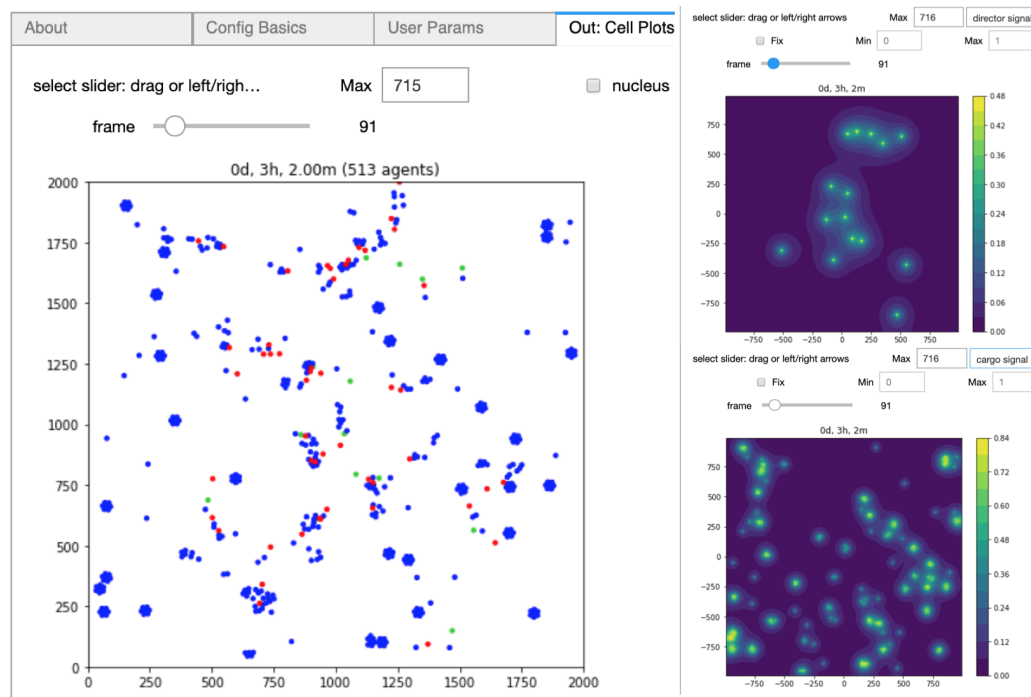 About Config Basics User Params Out: Cell Plots
select slider: drag or left/righ… Max 715 nucleus
frame 91
0d, 3h, 2.00m (513 agents)
2000
1750
1500
1250
1000
750
500
250
0
0 250 500 750 1000 1250 1500 1750 2000
select slider: drag or left/right arrows Max 716 director signal
Fix Min 0 Max 1
frame 91
0d, 3h, 2m
750
500
250
0
−250
−500
−750
−750 −500 −250 0 250 500 750
0.48
0.42
0.36
0.30
0.24
0.18
0.12
0.06
0.00
select slider: drag or left/right arrows Max 716 cargo signal
Fix Min 0 Max 1
frame 91
0d, 3h, 2m
750
500
250
0
−250
−500
−750
−750 −500 −250 0 250 500 750
0.84
0.72
0.60
0.48
0.36
0.24
0.12
0.00